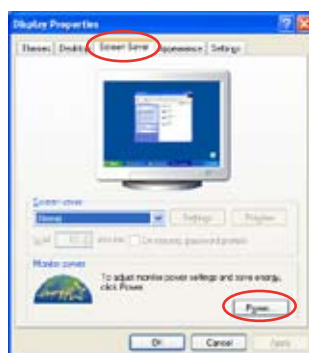 Display Properties
Themes Desktop Screen Saver Appearance Settings
Screen saver
(None)
Settings Preview
Wait 10 minutes On resume, password protect
Monitor power
To adjust monitor power settings and save energy,
click Power.
Power...
OK Cancel Apply